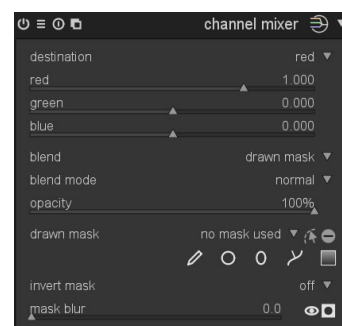 channel mixer
destination red
red 1.000
green 0.000
blue 0.000
blend drawn mask
blend mode normal
opacity 100%
drawn mask no mask used
invert mask off
mask blur 0.0